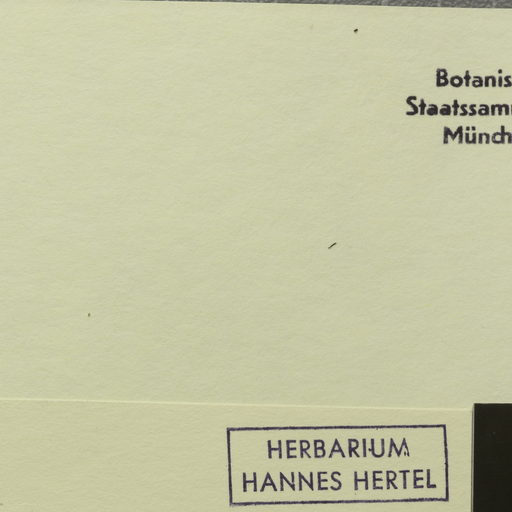 Botanis
Staatssam
Münch
HERBARIUM
HANNES HERTEL